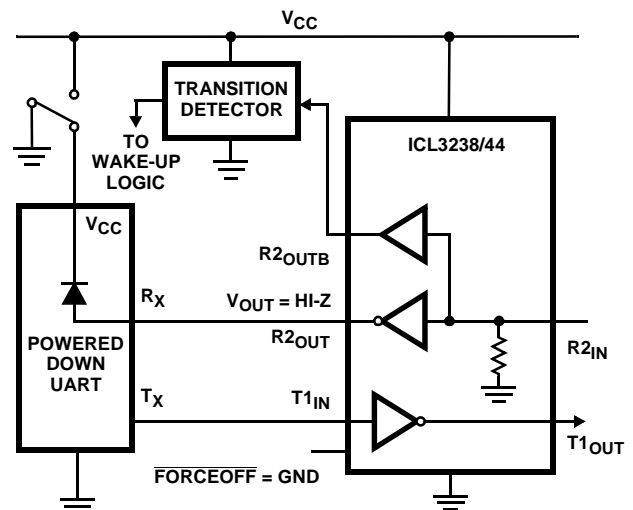 VCC
TRANSITION
DETECTOR
TO
WAKE-UP
LOGIC
ICL3238/44
VCC
R2OUTB
RX
VOUT = HI-Z
R2OUT
R2IN
POWERED
DOWN
UART
TX
T1IN
T1OUT
FORCEOFF = GND